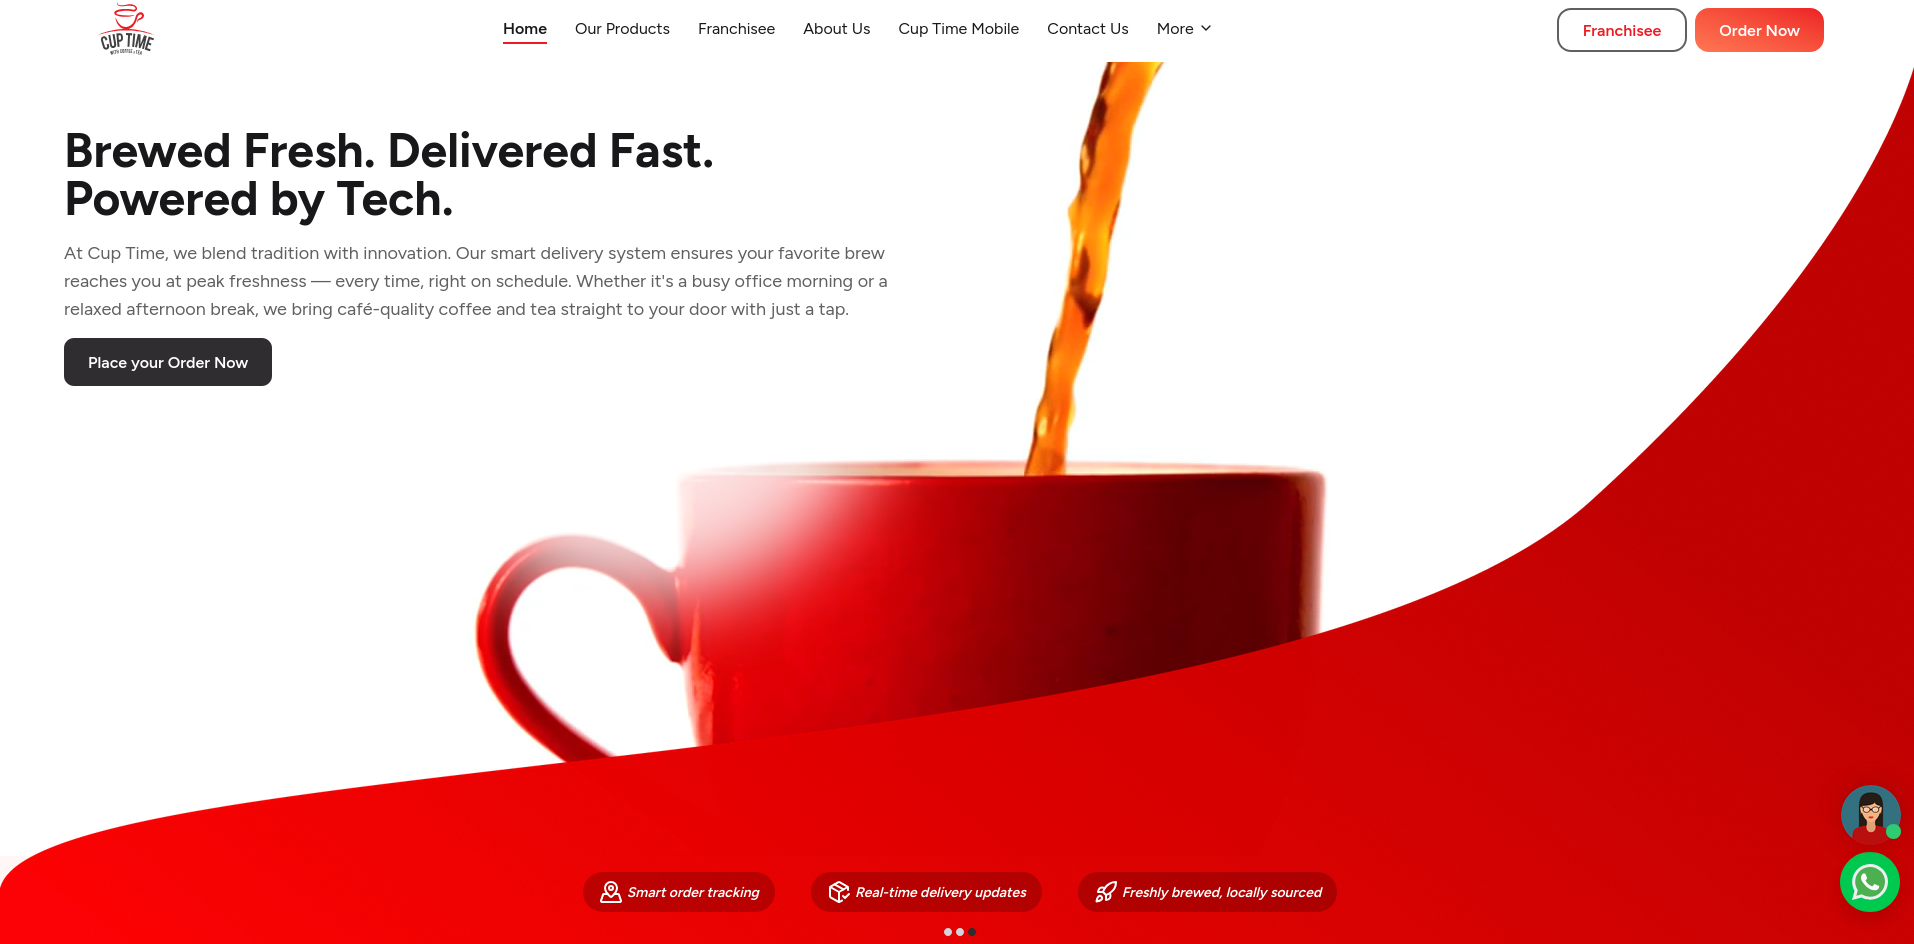 CUP TIME
WITH COFFEE & TEA
Home
Our Products
Franchisee
About Us
Cup Time Mobile
Contact Us
More
Franchisee
Order Now
Brewed Fresh. Delivered Fast.
Powered by Tech.
At Cup Time, we blend tradition with innovation. Our smart delivery system ensures your favorite brew
reaches you at peak freshness — every time, right on schedule. Whether it's a busy office morning or a
relaxed afternoon break, we bring café-quality coffee and tea straight to your door with just a tap.
Place your Order Now
Smart order tracking
Real-time delivery updates
Freshly brewed, locally sourced